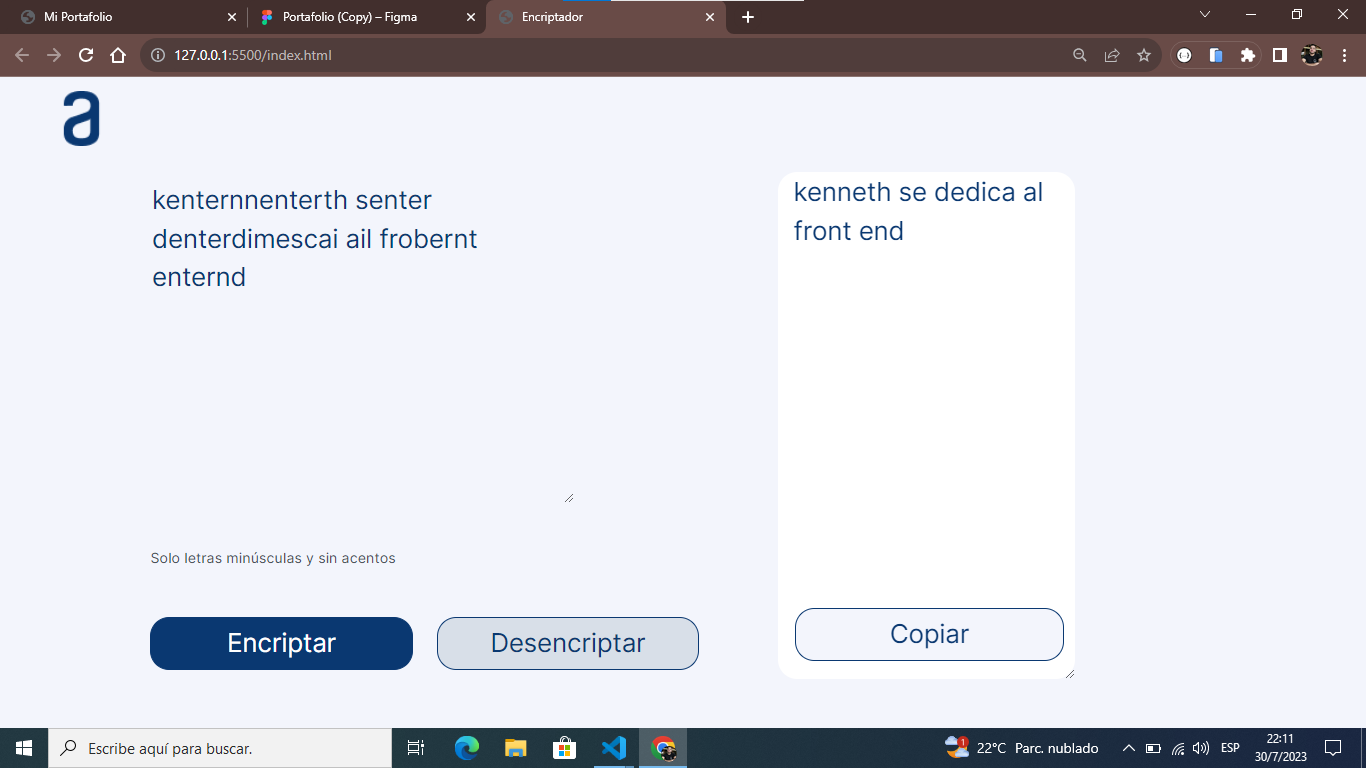 Mi Portafolio
Portafolio (Copy) – Figma
Encriptador
127.0.0.1:5500/index.html
a
kenternnenterth senter
denterdimescai ail frobernt
enternd
kenneth se dedica al
front end
Solo letras minúsculas y sin acentos
Encriptar
Desencriptar
Copiar
Escribe aquí para buscar.
1
22°C Parc. nublado
ESP
22:11
30/7/2023